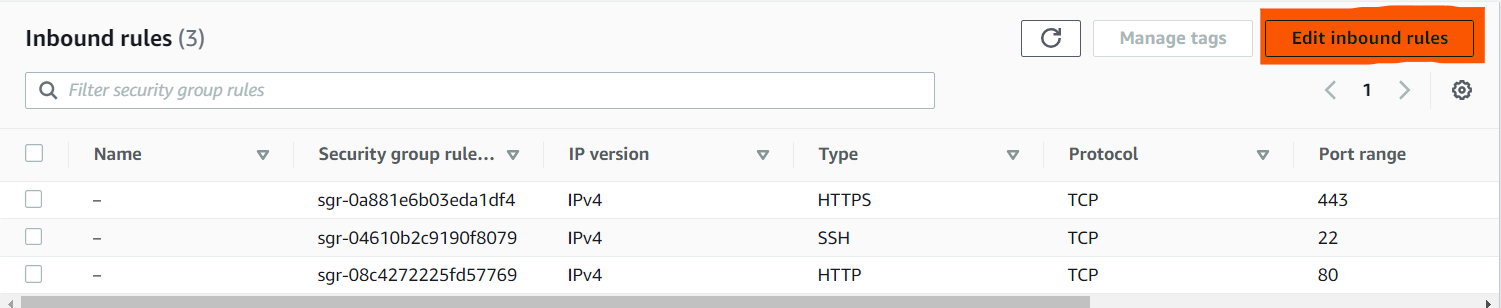 Inbound rules (3)
Manage tags
Edit inbound rules
Filter security group rules
1
Name Security group rule... IP version Type Protocol Port range
– sgr-0a881e6b03eda1df4 IPv4 HTTPS TCP 443
– sgr-04610b2c9190f8079 IPv4 SSH TCP 22
– sgr-08c4272225fd57769 IPv4 HTTP TCP 80